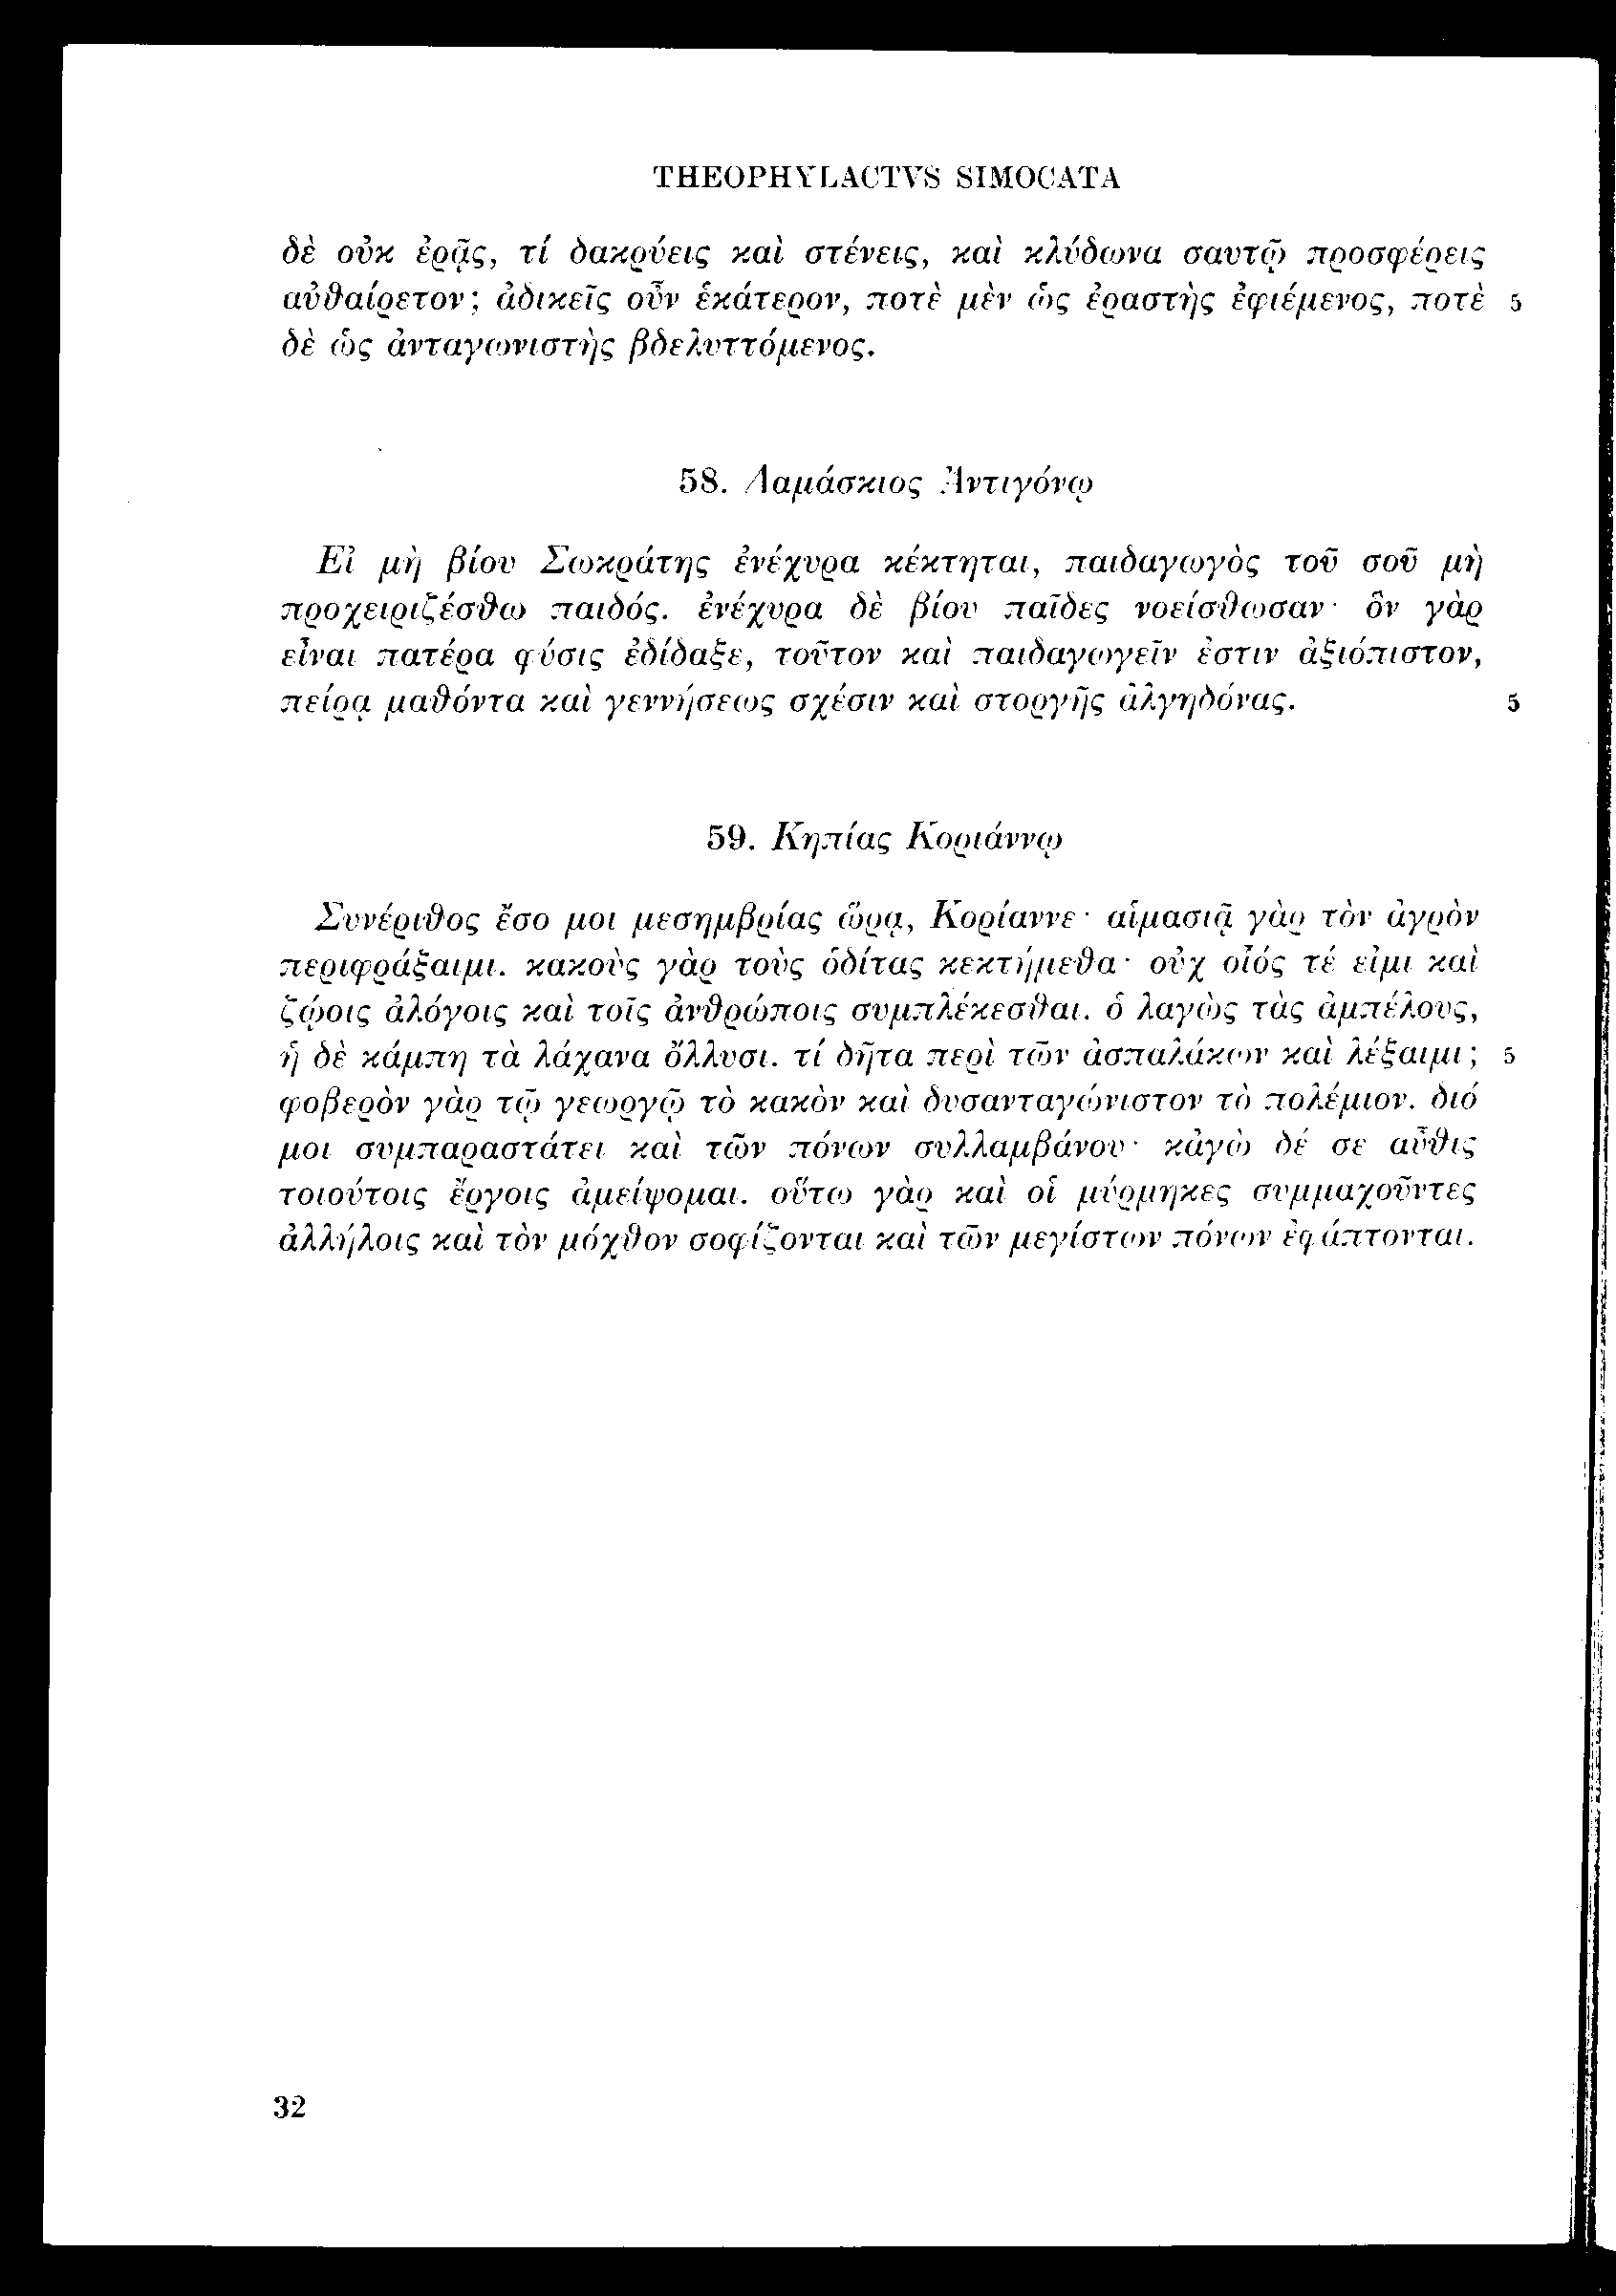 THEOPHYLACTVS SIMOCATA
δὲ οὐκ ἐρᾷς, τί δακρύεις καὶ στένεις, καὶ κλύδωνα σαυτῷ προσφέρεις
αὐθαίρετον; ἀδικεῖς οὖν ἑκάτερον, ποτὲ μὲν ὡς ἐραστὴς ἐφιέμενος, ποτὲ 5
δὲ ὡς ἀνταγωνιστὴς βδελυττόμενος.
58. Δαμάσκιος Ἀντιγόνῳ
Εἰ μὴ βίου Σωκράτης ἐνέχυρα κέκτηται, παιδαγωγὸς τοῦ σοῦ μὴ
προχειριζέσθω παιδός. ἐνέχυρα δὲ βίου παῖδες νοείσθωσαν· ὃν γὰρ
εἶναι πατέρα φύσις ἐδίδαξε, τοῦτον καὶ παιδαγωγεῖν ἐστιν ἀξιόπιστον,
πείρᾳ μαθόντα καὶ γεννήσεως σχέσιν καὶ στοργῆς ἀλγηδόνας. 5
59. Κηπίας Κοριάννῳ
Συνέριθος ἔσο μοι μεσημβρίας ὥρᾳ, Κορίαννε· αἱμασιᾷ γὰρ τὸν ἀγρὸν
περιφράξαιμι. κακοὺς γὰρ τοὺς ὁδίτας κεκτήμεθα· οὐχ οἷός τέ εἰμι καὶ
ζῴοις ἀλόγοις καὶ τοῖς ἀνθρώποις συμπλέκεσθαι. ὁ λαγὼς τὰς ἀμπέλους,
ἡ δὲ κάμπη τὰ λάχανα ὄλλυσι. τί δῆτα περὶ τῶν ἀσπαλάκων καὶ λέξαιμι; 5
φοβερὸν γὰρ τῷ γεωργῷ τὸ κακὸν καὶ δυσανταγώνιστον τὸ πολέμιον. διό
μοι συμπαραστάτει καὶ τῶν πόνων συλλαμβάνου· κἀγὼ δέ σε αὖθις
τοιούτοις ἔργοις ἀμείψομαι. οὕτω γὰρ καὶ οἱ μύρμηκες συμμαχοῦντες
ἀλλήλοις καὶ τὸν μόχθον σοφίζονται καὶ τῶν μεγίστων πόνων ἐφάπτονται.
32